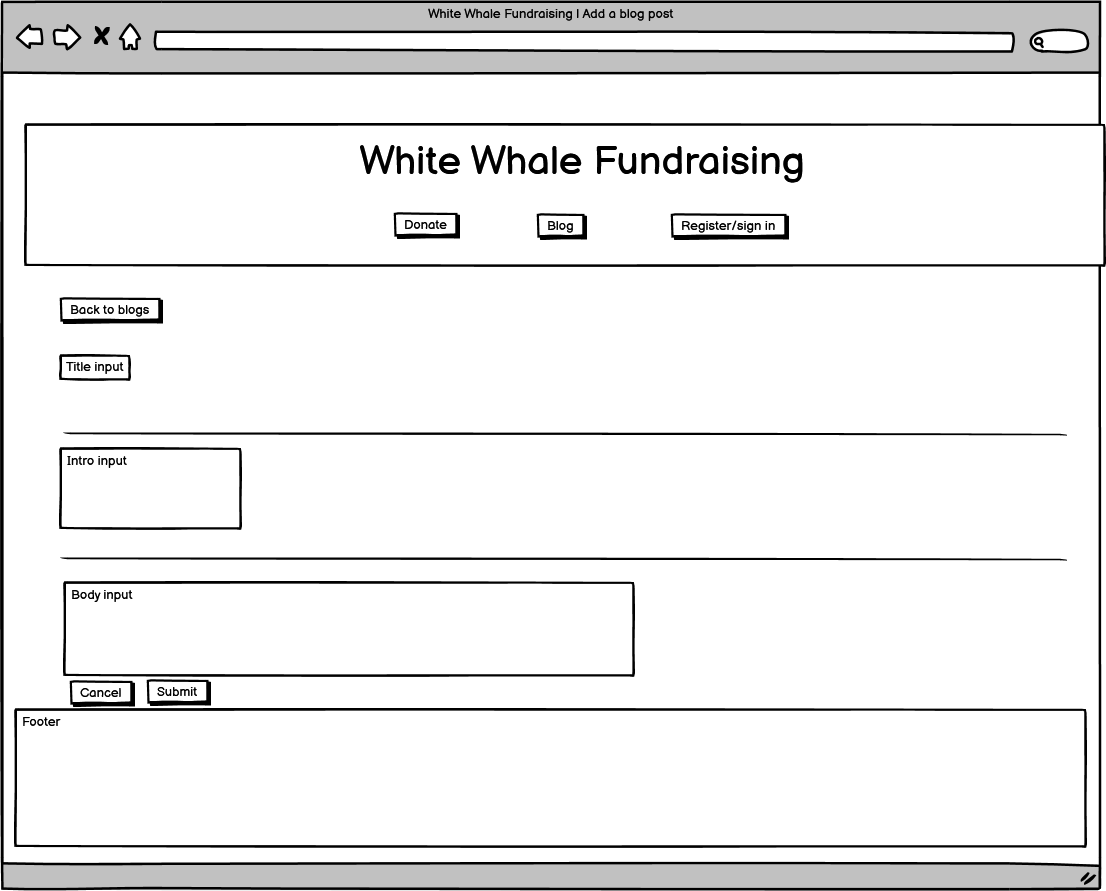 White Whale Fundraising | Add a blog post
White Whale Fundraising
Donate
Blog
Register/sign in
Back to blogs
Title input
Intro input
Body input
Cancel
Submit
Footer